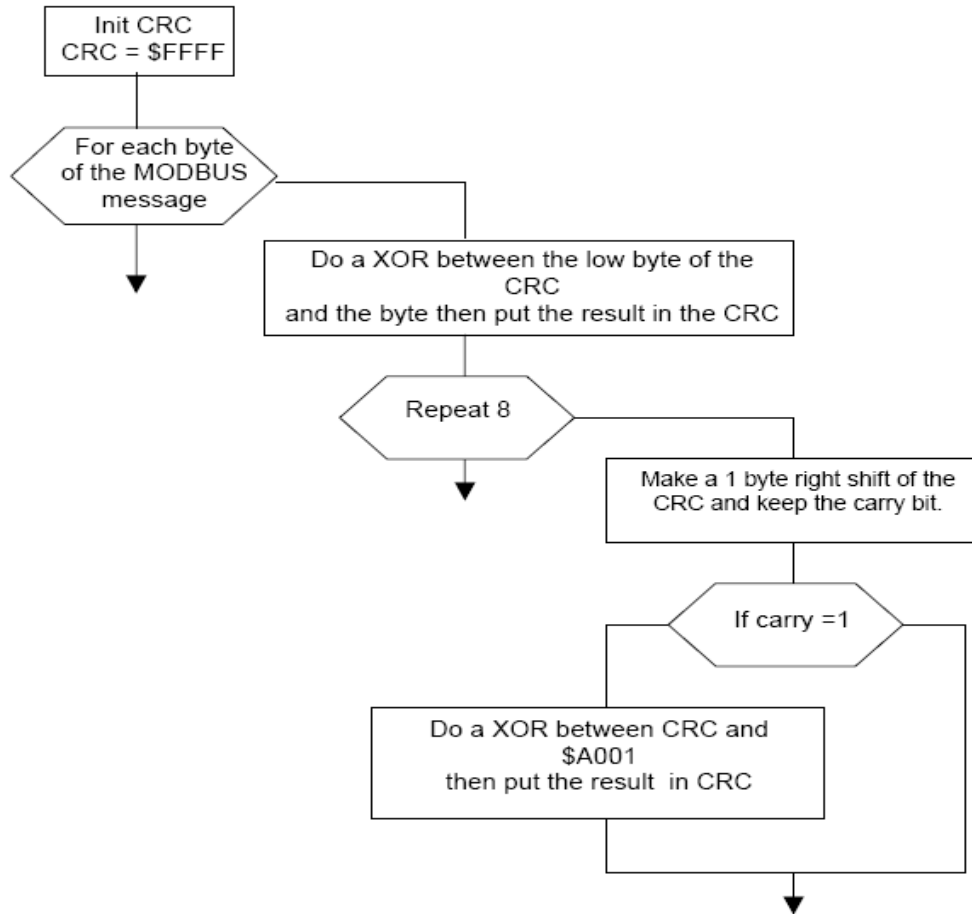 Init CRC
CRC = $FFFF
For each byte
of the MODBUS
message
Do a XOR between the low byte of the
CRC
and the byte then put the result in the CRC
Repeat 8
Make a 1 byte right shift of the
CRC and keep the carry bit.
If carry =1
Do a XOR between CRC and
$A001
then put the result in CRC